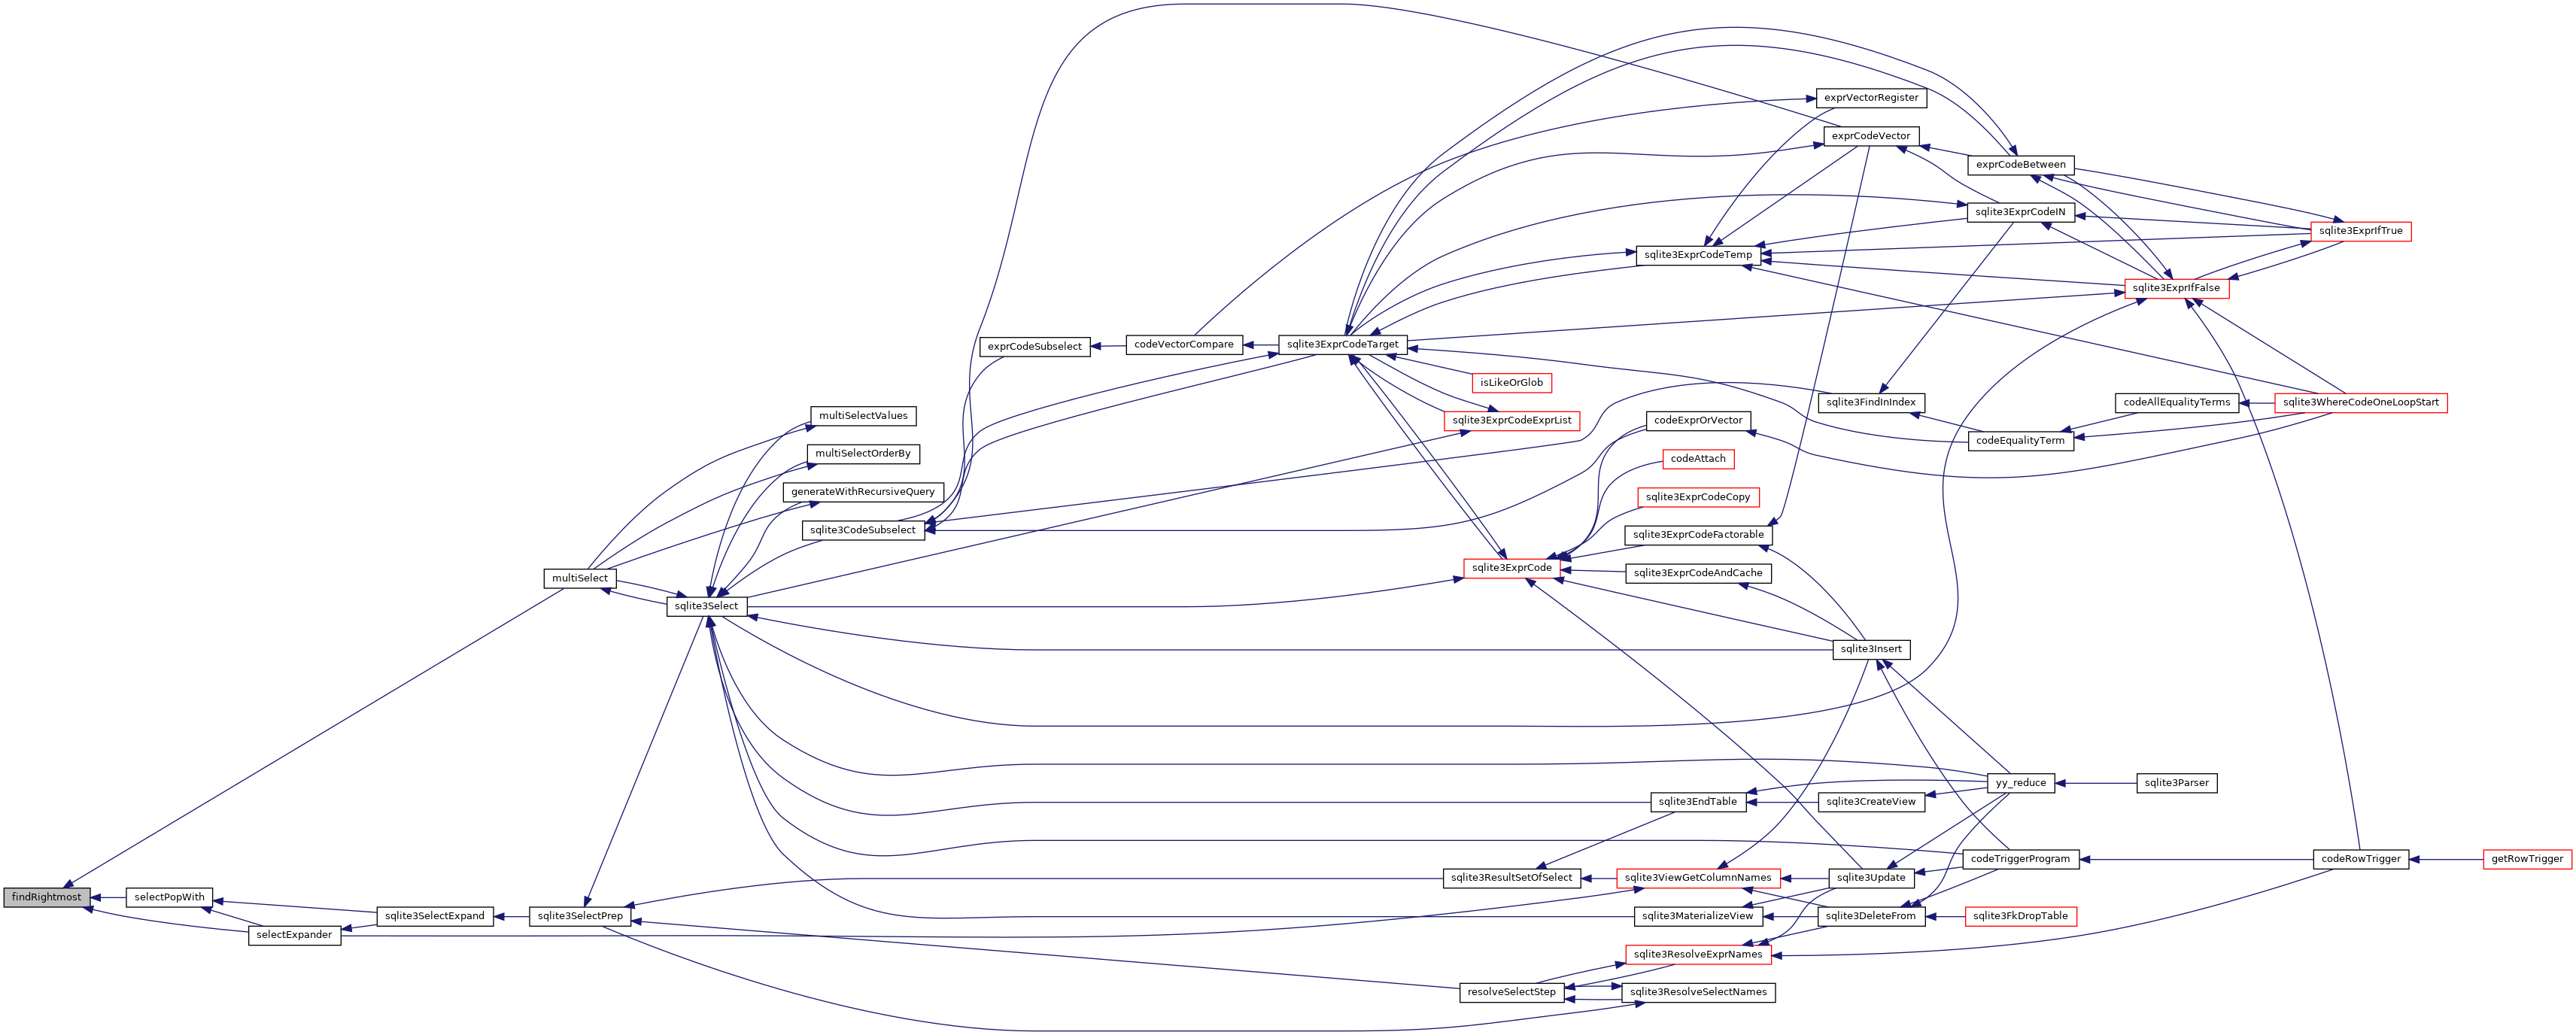 exprVectorRegister
exprCodeVector
exprCodeBetween
sqlite3ExprCodeIN
sqlite3ExprIfTrue
sqlite3ExprCodeTemp
sqlite3ExprIfFalse
exprCodeSubselect
codeVectorCompare
sqlite3ExprCodeTarget
isLikeOrGlob
sqlite3FindInIndex
codeAllEqualityTerms
sqlite3WhereCodeOneLoopStart
multiSelectValues
sqlite3ExprCodeExprList
codeExprOrVector
codeEqualityTerm
multiSelectOrderBy
codeAttach
generateWithRecursiveQuery
sqlite3ExprCodeCopy
sqlite3CodeSubselect
sqlite3ExprCodeFactorable
sqlite3ExprCode
sqlite3ExprCodeAndCache
multiSelect
sqlite3Select
sqlite3Insert
yy_reduce
sqlite3Parser
sqlite3EndTable
sqlite3CreateView
codeTriggerProgram
codeRowTrigger
getRowTrigger
sqlite3ResultSetOfSelect
sqlite3ViewGetColumnNames
sqlite3Update
findRightmost
selectPopWith
sqlite3SelectExpand
sqlite3SelectPrep
sqlite3MaterializeView
sqlite3DeleteFrom
sqlite3FkDropTable
selectExpander
sqlite3ResolveExprNames
resolveSelectStep
sqlite3ResolveSelectNames